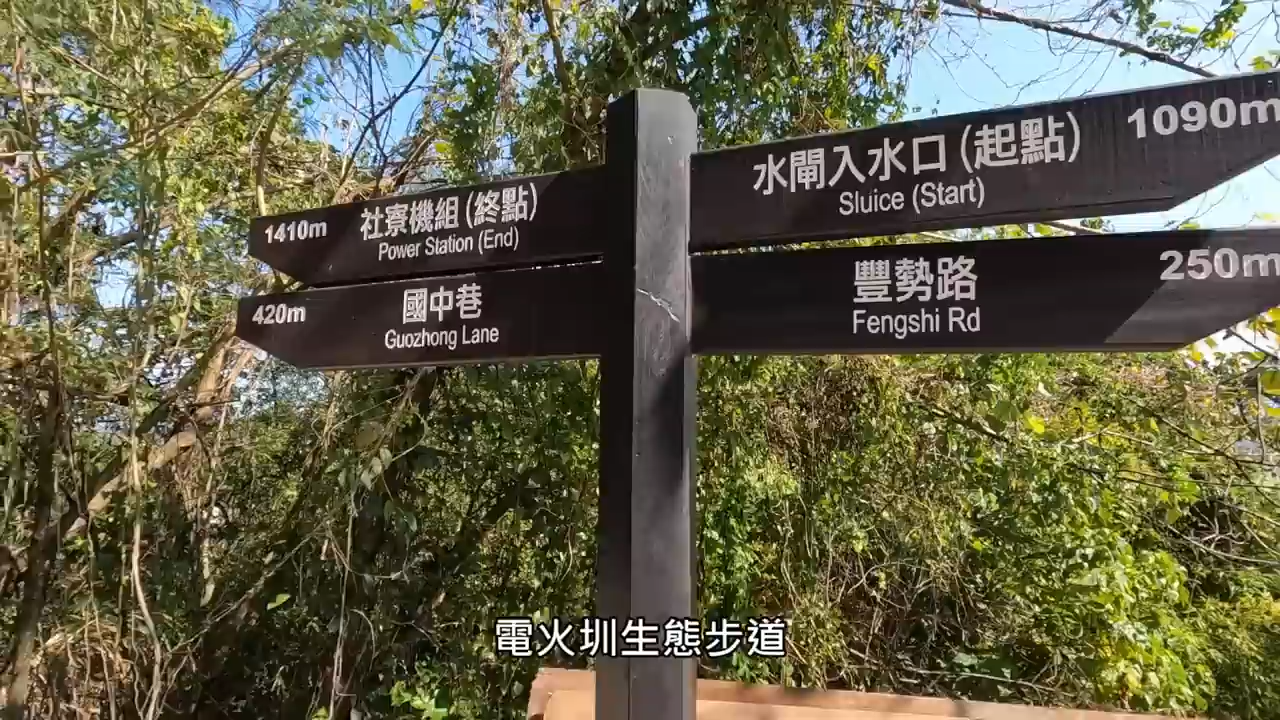 1410m 社寮機組 (終點)
Power Station (End)
420m 國中巷
Guozhong Lane
水閘入水口 (起點) 1090m
Sluice (Start)
豐勢路 250m
Fengshi Rd
電火圳生態步道